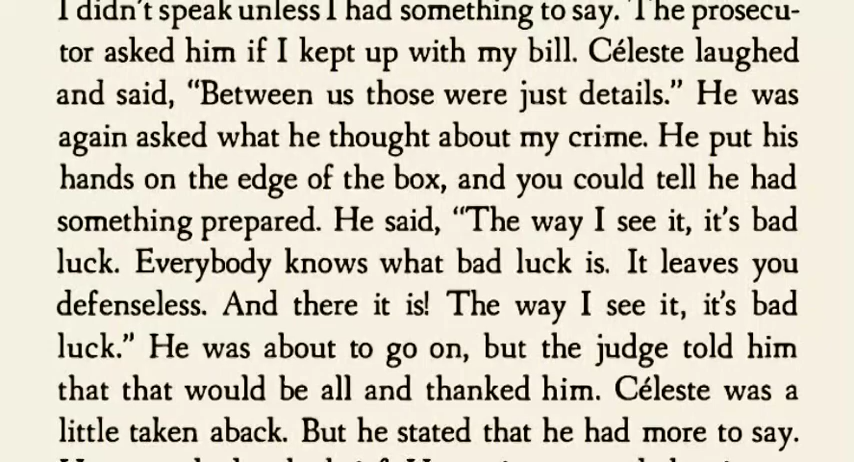 I didn't speak unless I had something to say. The prosecu-
tor asked him if I kept up with my bill. Céleste laughed
and said, “Between us those were just details.” He was
again asked what he thought about my crime. He put his
hands on the edge of the box, and you could tell he had
something prepared. He said, “The way I see it, it's bad
luck. Everybody knows what bad luck is. It leaves you
defenseless. And there it is! The way I see it, it's bad
luck.” He was about to go on, but the judge told him
that that would be all and thanked him. Céleste was a
little taken aback. But he stated that he had more to say.